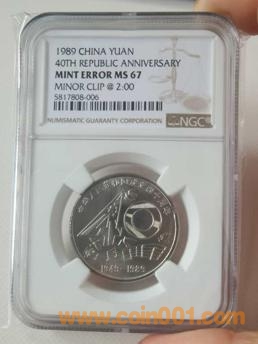 1989 CHINA YUAN
40TH REPUBLIC ANNIVERSARY
MINT ERROR MS 67
MINOR CLIP @ 2:00
5817808-006
NUMISMATIC GUARANTY CORPORATION
NGC
1949-1989
www.coin001.com